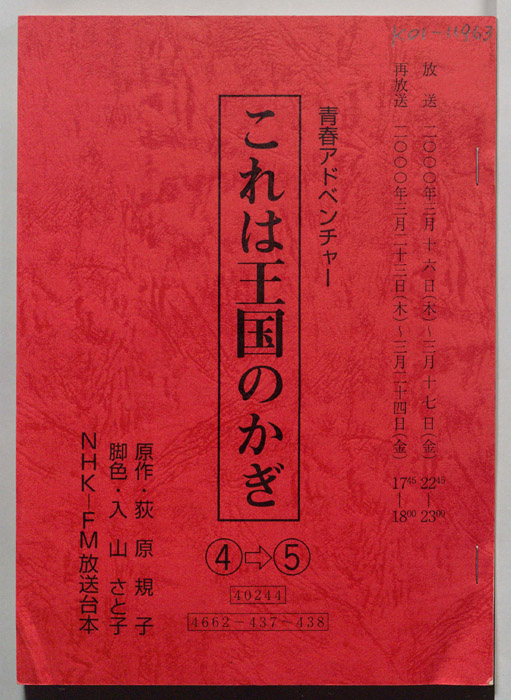 K01-11963
放送 二〇〇〇年三月十六日(木)〜三月十七日(金) 22⁴⁵—23⁰⁰
再放送 二〇〇〇年三月二十三日(木)〜三月二十四日(金) 17⁴⁵—18⁰⁰
青春アドベンチャー
これは王国のかぎ
④⇨⑤
40244
4662-437-438
原作・荻原規子
脚色・入山さと子
NHK-FM放送台本